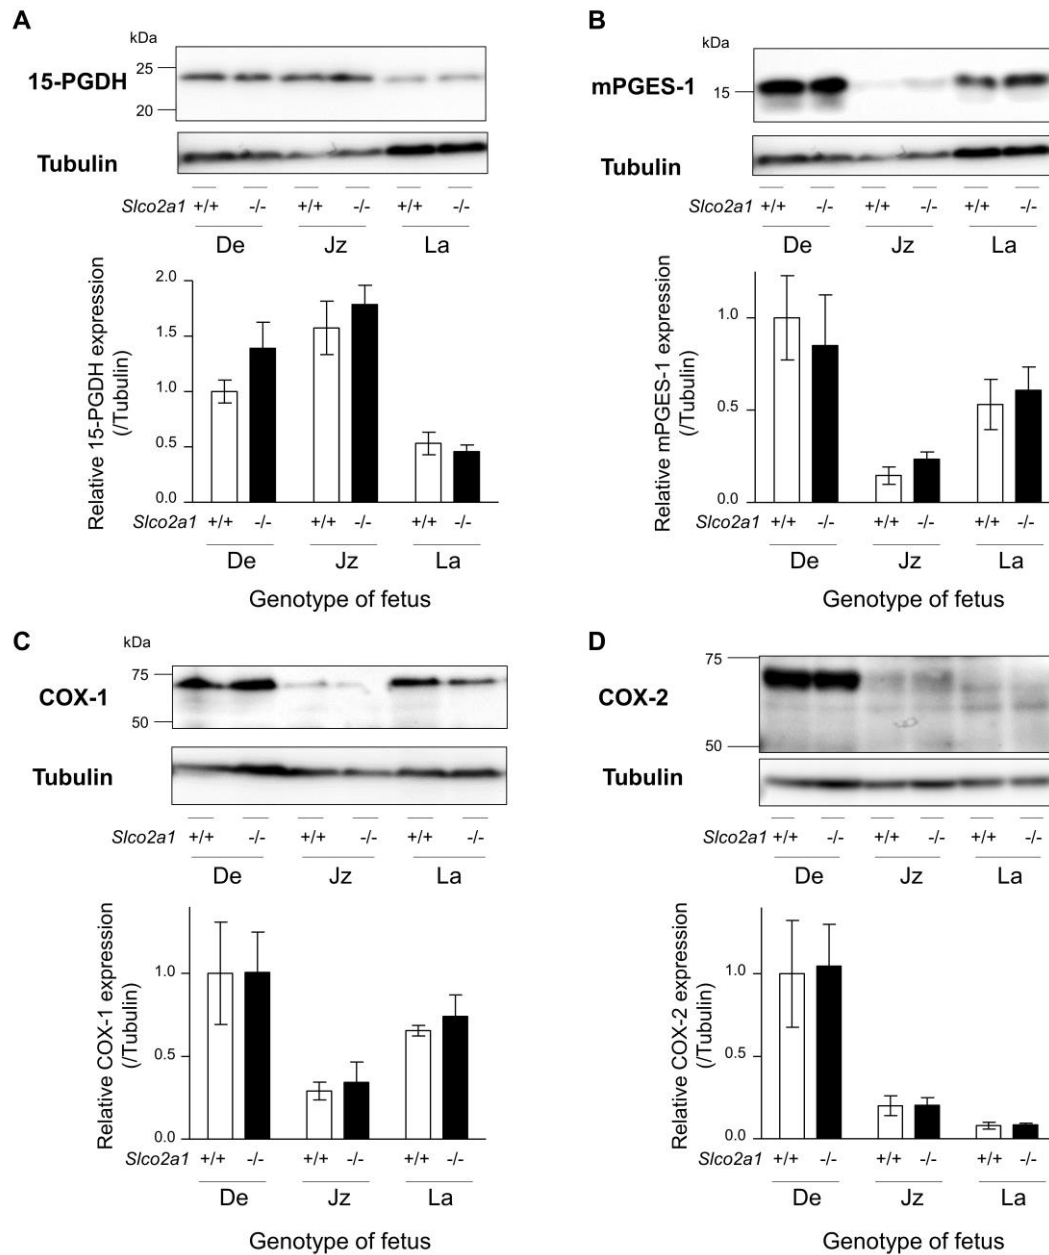 A
kDa
15-PGDH
25
20
Tubulin
Slco2a1 +/+ -/- +/+ -/- +/+ -/-
De Jz La
Relative 15-PGDH expression
(/Tubulin)
2.0
1.5
1.0
0.5
0.0
Slco2a1 +/+ -/- +/+ -/- +/+ -/-
De Jz La
Genotype of fetus
B
kDa
mPGES-1
15
Tubulin
Slco2a1 +/+ -/- +/+ -/- +/+ -/-
De Jz La
Relative mPGES-1 expression
(/Tubulin)
1.0
0.5
0.0
Slco2a1 +/+ -/- +/+ -/- +/+ -/-
De Jz La
Genotype of fetus
C
kDa
COX-1
75
50
Tubulin
Slco2a1 +/+ -/- +/+ -/- +/+ -/-
De Jz La
Relative COX-1 expression
(/Tubulin)
1.0
0.5
0.0
Slco2a1 +/+ -/- +/+ -/- +/+ -/-
De Jz La
Genotype of fetus
D
COX-2
75
50
Tubulin
Slco2a1 +/+ -/- +/+ -/- +/+ -/-
De Jz La
Relative COX-2 expression
(/Tubulin)
1.0
0.5
0.0
Slco2a1 +/+ -/- +/+ -/- +/+ -/-
De Jz La
Genotype of fetus